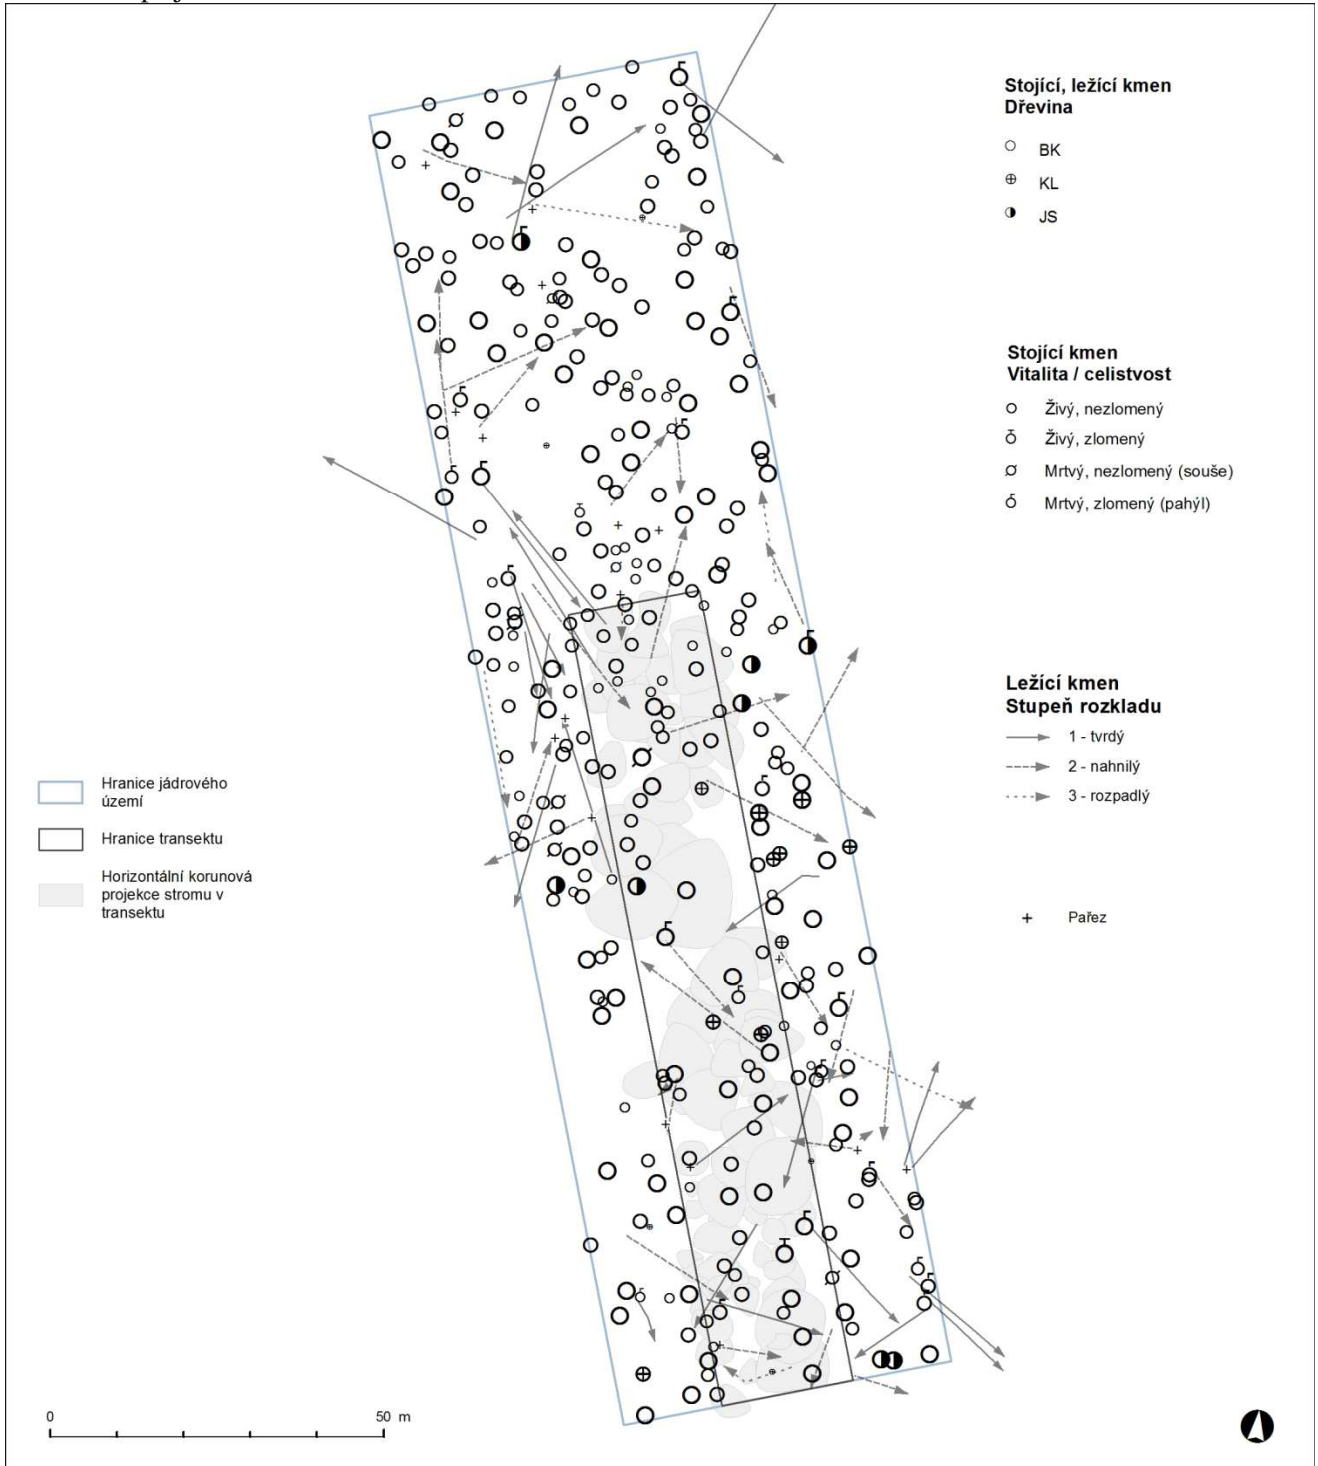 Stojící, ležící kmen
Dřevina
BK
KL
JS
Stojící kmen
Vitalita / celistvost
Živý, nezlomený
Živý, zlomený
Mrtvý, nezlomený (souše)
Mrtvý, zlomený (pahýl)
Ležící kmen
Stupeň rozkladu
1 - tvrdý
2 - nahnilý
3 - rozpadlý
Pařez
Hranice jádrového
území
Hranice transektu
Horizontální korunová
projekce stromu v
transektu
0 50 m